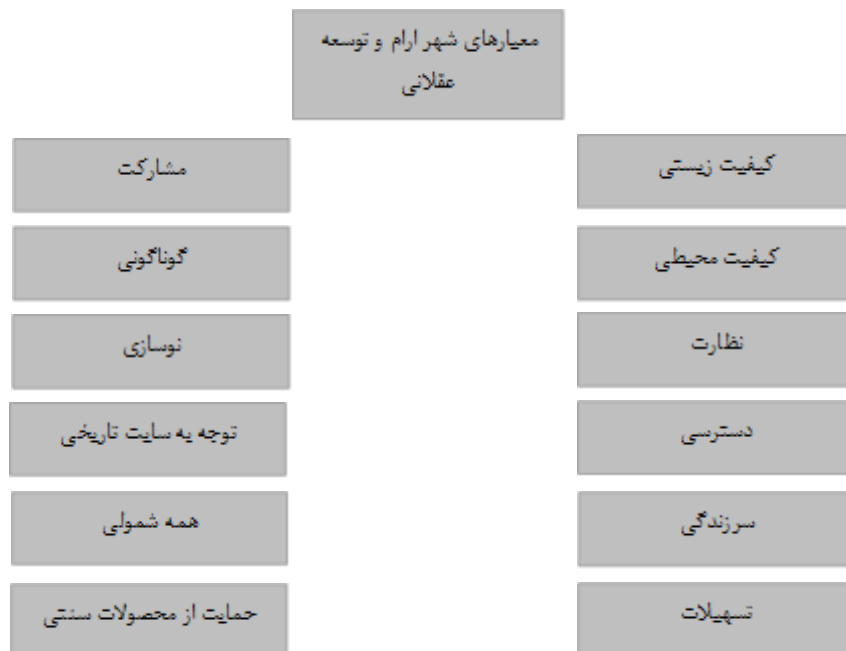 معیارهای شهر ارام و توسعه
عقلانی
کیفیت زیستی
مشارکت
کیفیت محیطی
گوناگونی
نظارت
نوسازی
دسترسی
توجه یه سایت تاریخی
سرزندگی
همه شمولی
تسهیلات
حمایت از محصولات سنتی